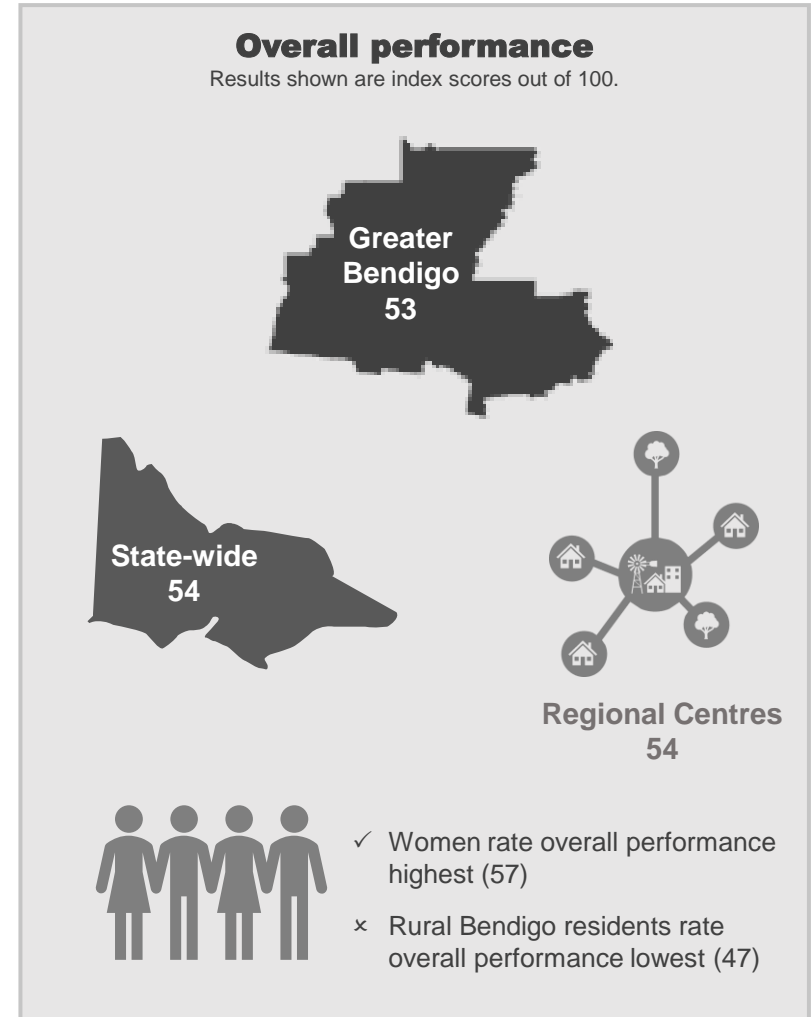 Overall performance
Results shown are index scores out of 100.
Greater
Bendigo
53
State-wide
54
Regional Centres
54
✓ Women rate overall performance
highest (57)
× Rural Bendigo residents rate
overall performance lowest (47)